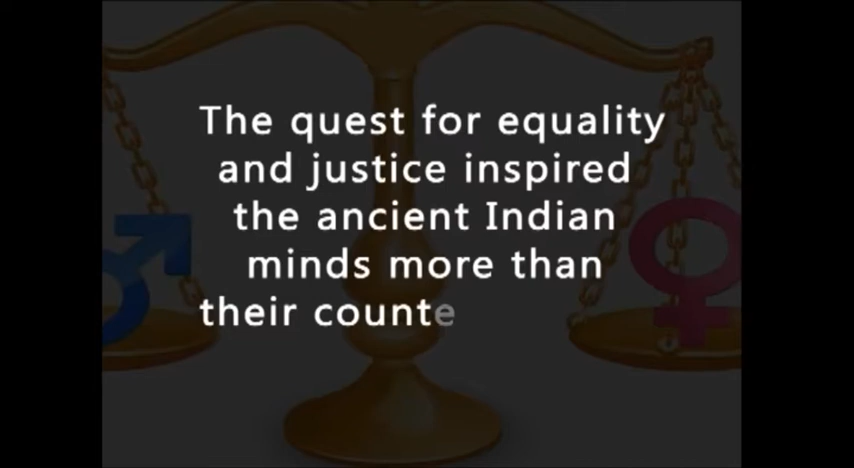 The quest for equality
and justice inspired
the ancient Indian
minds more than
their counte